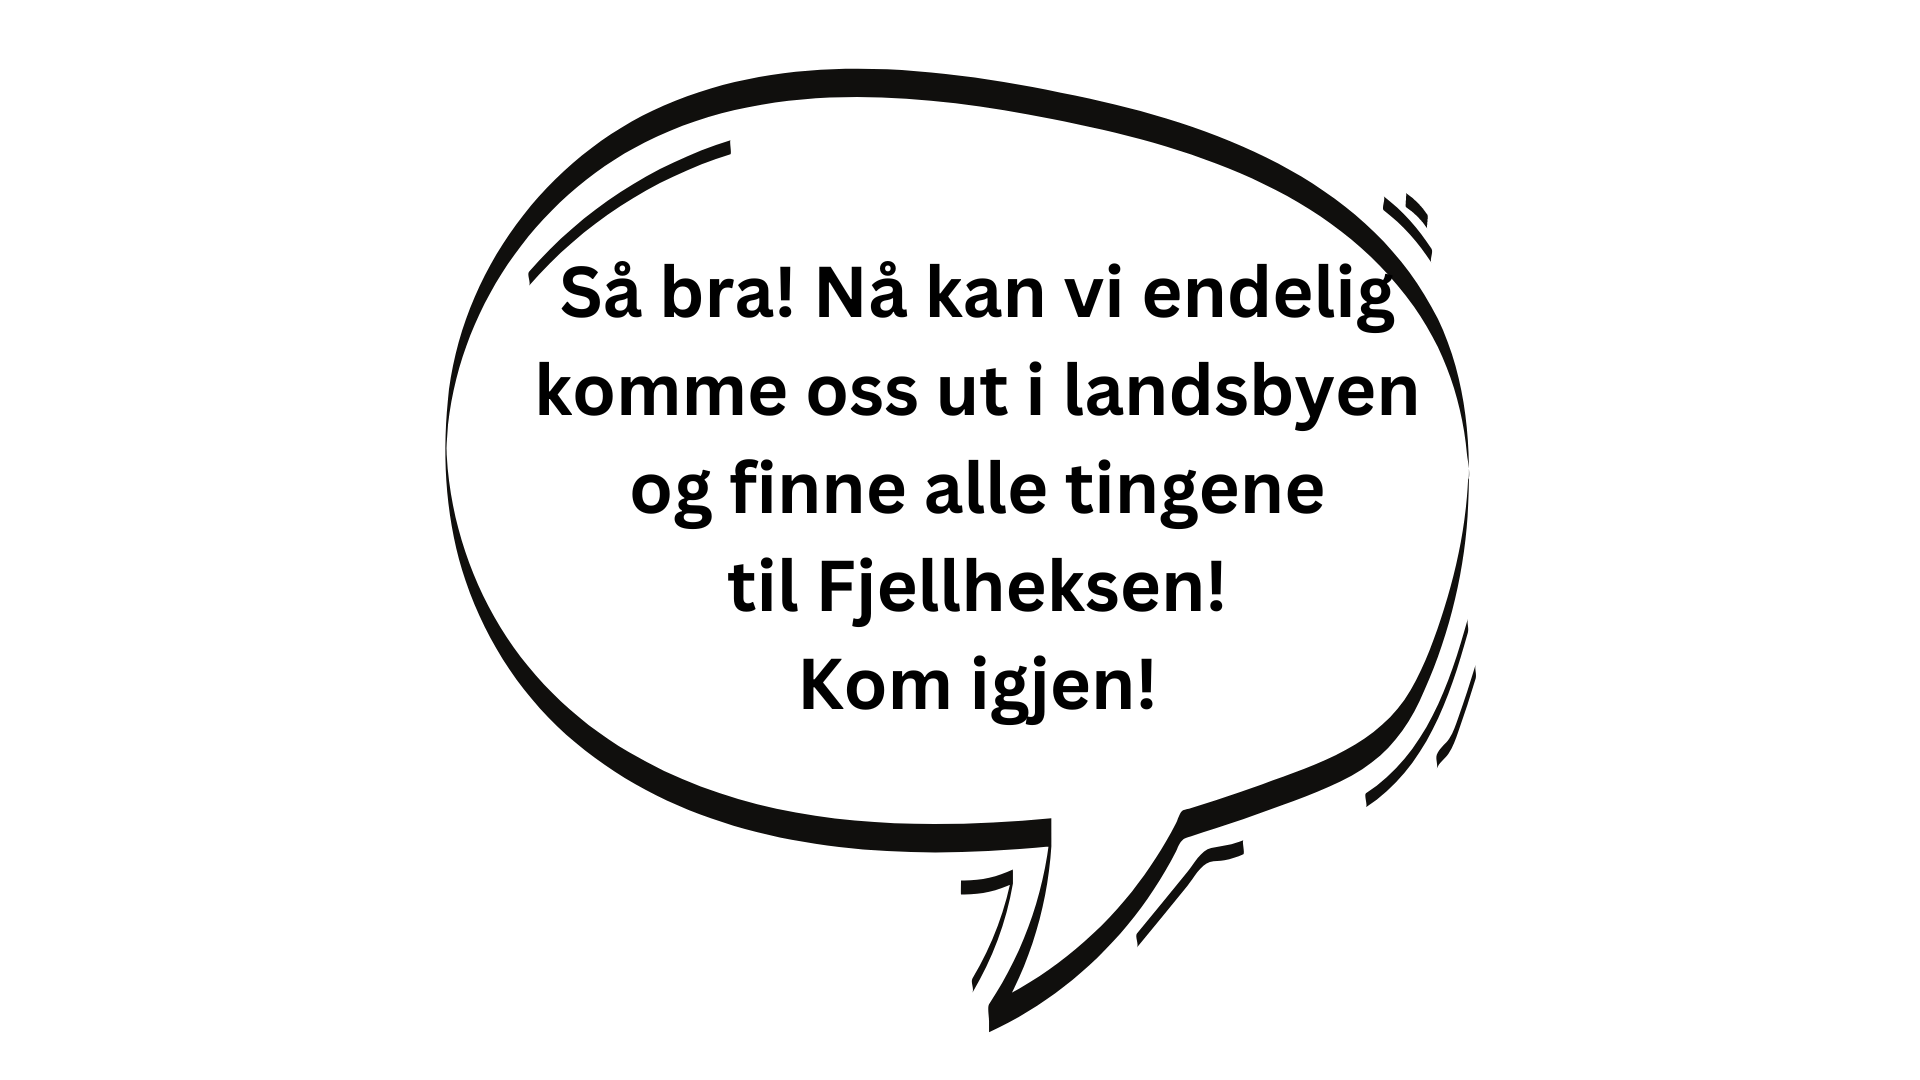 Så bra! Nå kan vi endelig
komme oss ut i landsbyen
og finne alle tingene
til Fjellheksen!
Kom igjen!